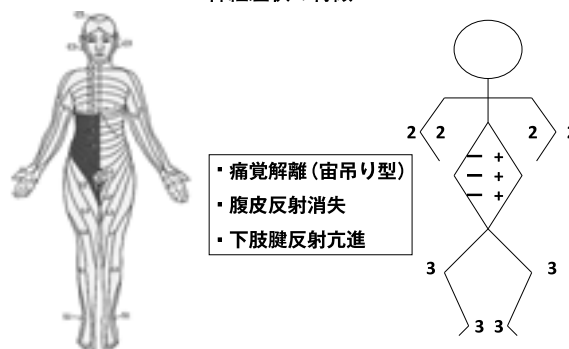 2 2 2
・痛覚解離(宙吊り型)
・腹皮反射消失
・下肢腱反射亢進
− +
− +
− +
3 3
3 3